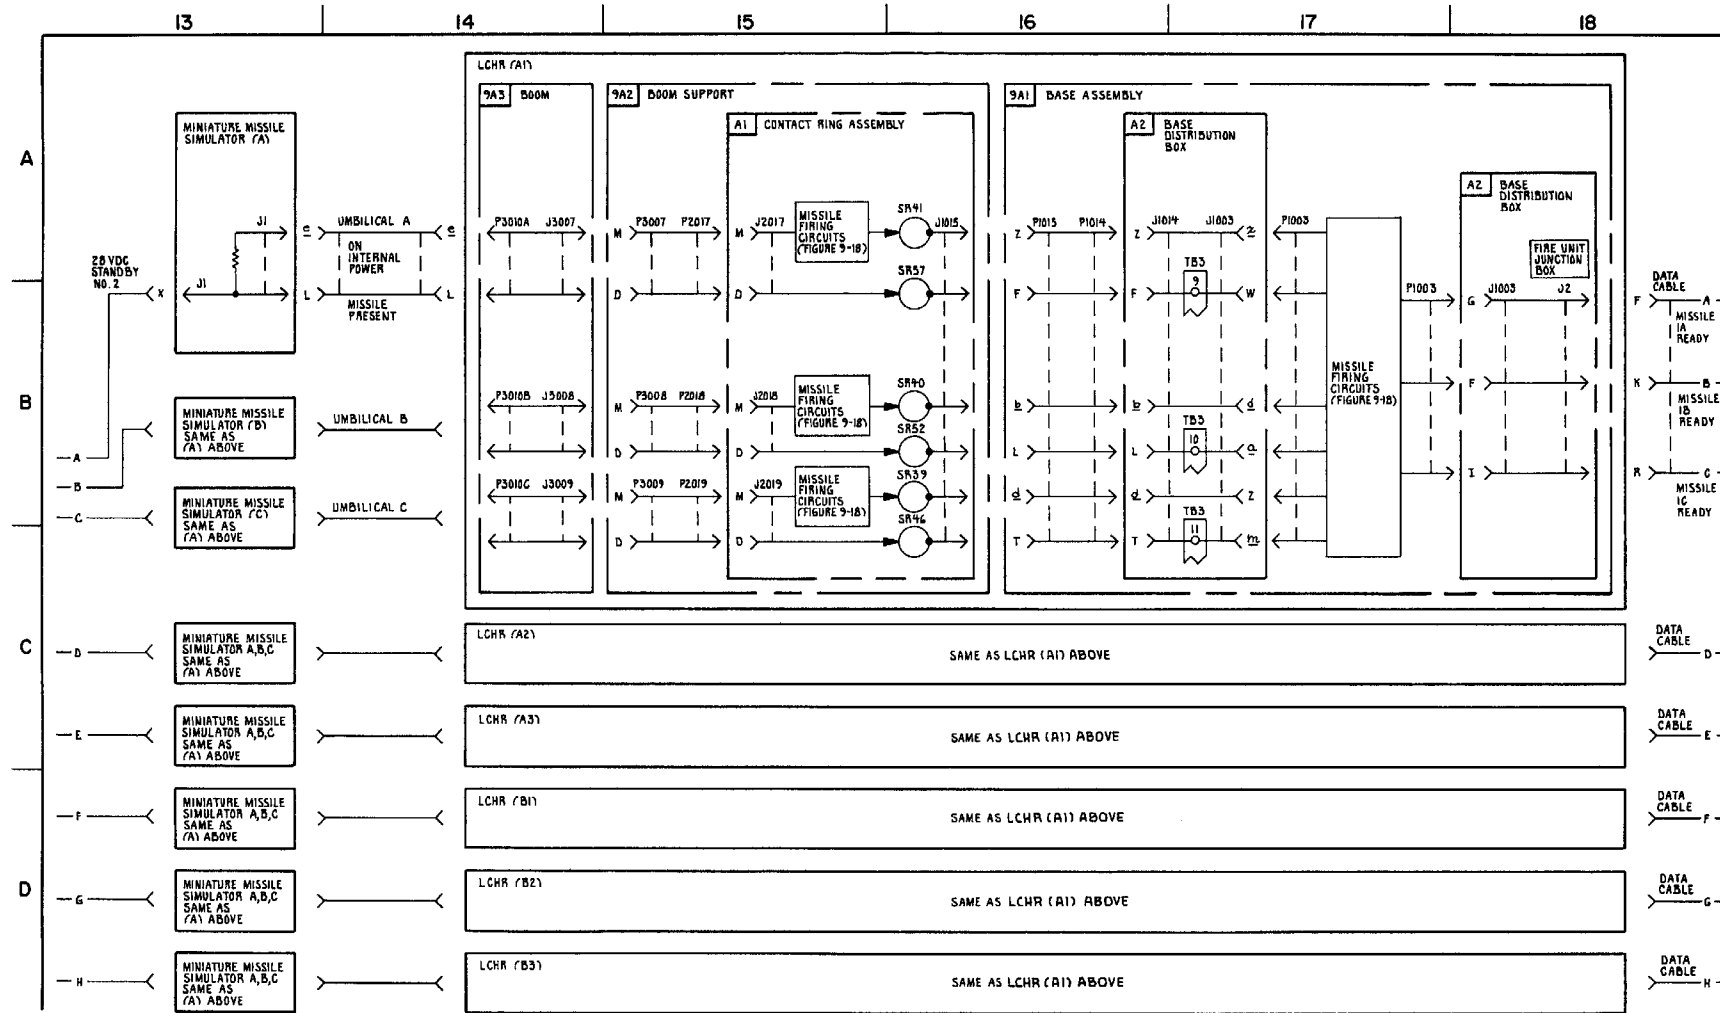 13 14 15 16 17 18
A
B
C
D
LCHR (A1)
9A3 BOOM
9A2 BOOM SUPPORT
9A1 BASE ASSEMBLY
A1 CONTACT RING ASSEMBLY
A2 BASE
DISTRIBUTION
BOX
A2 BASE
DISTRIBUTION
BOX
FIRE UNIT
JUNCTION
BOX
MINIATURE MISSILE
SIMULATOR (A)
J1
J1
28 VDC
STANDBY
NO. 2
X
e UMBILICAL A e
ON
INTERNAL
POWER
L MISSILE
PRESENT L
P3010A J3007
M P3007 P2017
M J2017
D D
MISSILE
FIRING
CIRCUITS
(FIGURE 9-18)
SR41
J1015
SR57
Z P1015 P1014
Z J1014 J1003 z
P1003
F F
TB3
9
W
MISSILE
FIRING
CIRCUITS
(FIGURE 9-18)
P1003
G J1003 J2
F
I
DATA
CABLE
F A
MISSILE
1A
READY
K B
MISSILE
1B
READY
R C
MISSILE
1C
READY
MINIATURE MISSILE
SIMULATOR (B)
SAME AS
(A) ABOVE
UMBILICAL B
P3010B J3008
M P3008 P2018
M J2018
D D
MISSILE
FIRING
CIRCUITS
(FIGURE 9-18)
SR40
SR52
b b d
L L
TB3
10
a
A
B
C
MINIATURE MISSILE
SIMULATOR (C)
SAME AS
(A) ABOVE
UMBILICAL C
P3010C J3009
M P3009 P2019
M J2019
D D
MISSILE
FIRING
CIRCUITS
(FIGURE 9-18)
SR39
SR46
d d Z
T T
TB3
11
m
D
MINIATURE MISSILE
SIMULATOR A,B,C
SAME AS
(A) ABOVE
LCHR (A2)
SAME AS LCHR (A1) ABOVE
DATA
CABLE
D
E
MINIATURE MISSILE
SIMULATOR A,B,C
SAME AS
(A) ABOVE
LCHR (A3)
SAME AS LCHR (A1) ABOVE
DATA
CABLE
E
F
MINIATURE MISSILE
SIMULATOR A,B,C
SAME AS
(A) ABOVE
LCHR (B1)
SAME AS LCHR (A1) ABOVE
DATA
CABLE
F
G
MINIATURE MISSILE
SIMULATOR A,B,C
SAME AS
(A) ABOVE
LCHR (B2)
SAME AS LCHR (A1) ABOVE
DATA
CABLE
G
H
MINIATURE MISSILE
SIMULATOR A,B,C
SAME AS
(A) ABOVE
LCHR (B3)
SAME AS LCHR (A1) ABOVE
DATA
CABLE
H